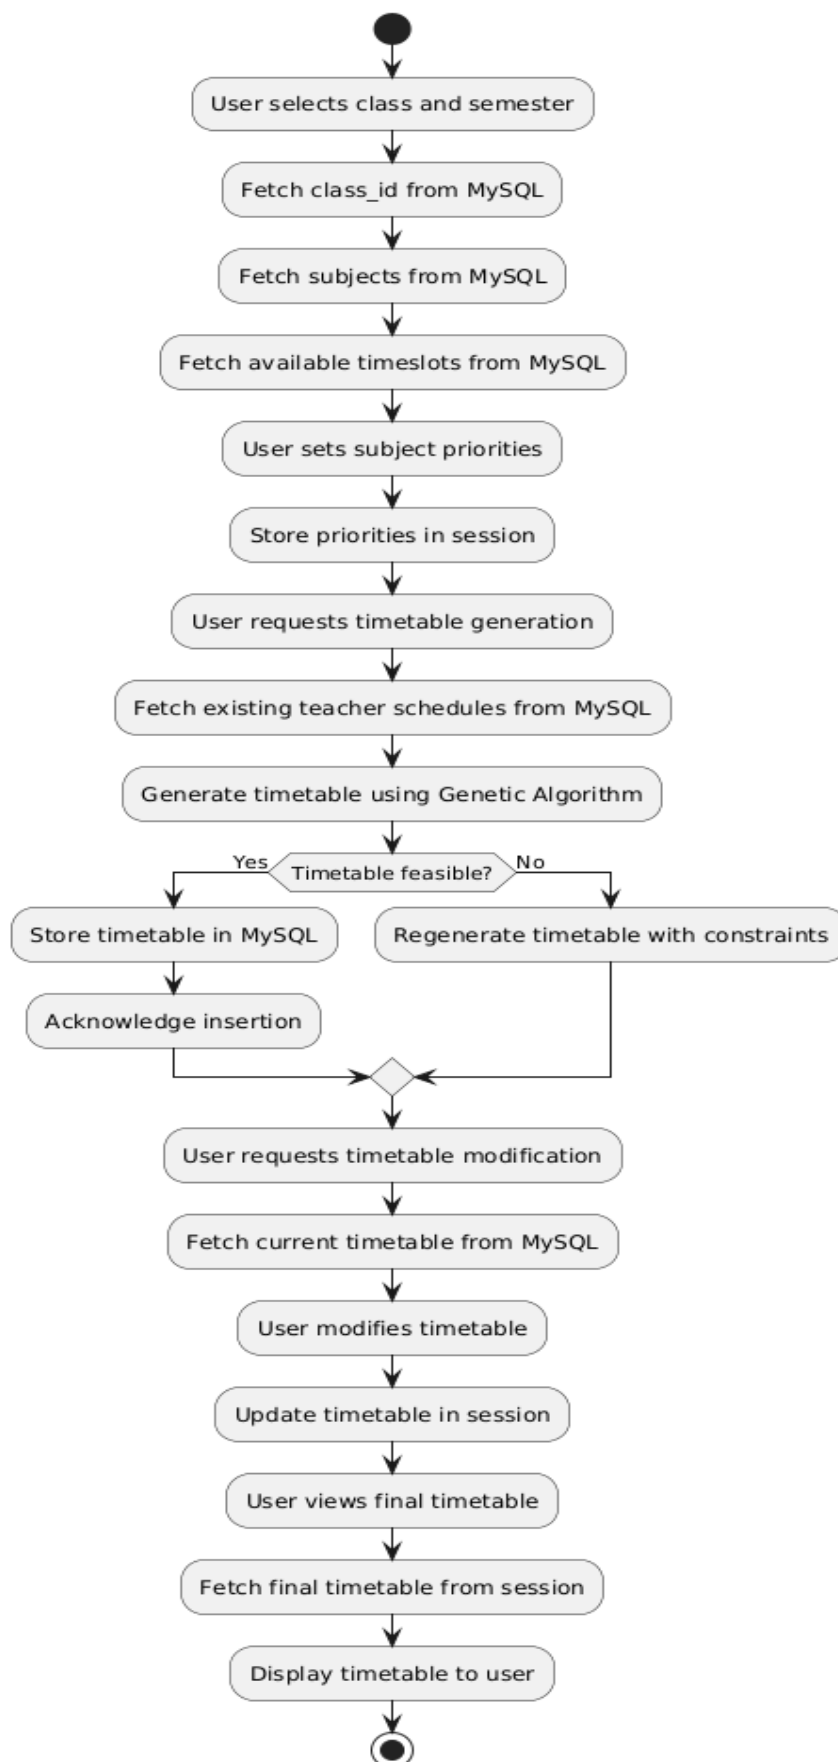 User selects class and semester
Fetch class_id from MySQL
Fetch subjects from MySQL
Fetch available timeslots from MySQL
User sets subject priorities
Store priorities in session
User requests timetable generation
Fetch existing teacher schedules from MySQL
Generate timetable using Genetic Algorithm
Yes
Timetable feasible?
No
Store timetable in MySQL
Regenerate timetable with constraints
Acknowledge insertion
User requests timetable modification
Fetch current timetable from MySQL
User modifies timetable
Update timetable in session
User views final timetable
Fetch final timetable from session
Display timetable to user